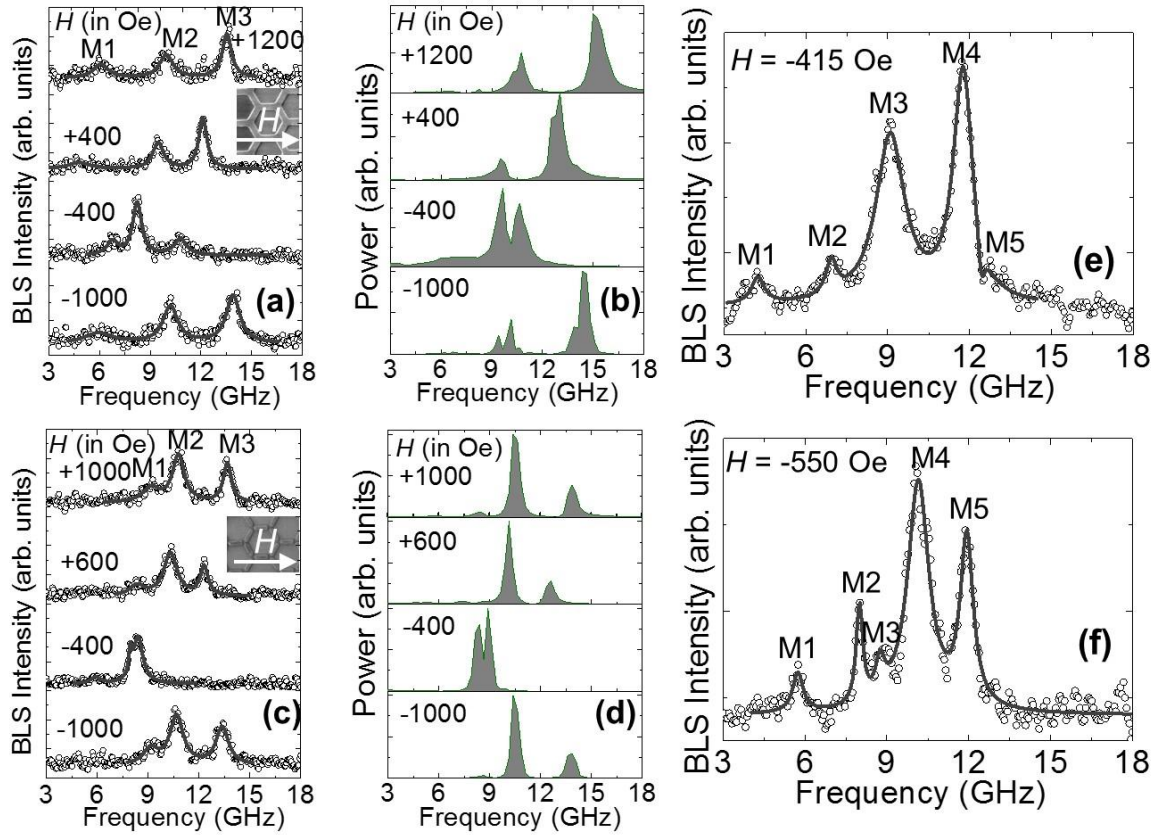 BLS Intensity (arb. units)
H (in Oe)
M1
M2
M3
+1200
H
+400
-400
-1000
(a)
3 6 9 12 15 18
Frequency (GHz)
Power (arb. units)
H (in Oe)
+1200
+400
-400
-1000
(b)
3 6 9 12 15 18
Frequency (GHz)
BLS Intensity (arb. units)
H = -415 Oe
M1
M2
M3
M4
M5
(e)
3 6 9 12 15 18
Frequency (GHz)
BLS Intensity (arb. units)
H (in Oe)
M1
M2
M3
+1000
H
+600
-400
-1000
(c)
3 6 9 12 15 18
Frequency (GHz)
Power (arb. units)
H (in Oe)
+1000
+600
-400
-1000
(d)
3 6 9 12 15 18
Frequency (GHz)
BLS Intensity (arb. units)
H = -550 Oe
M1
M2
M3
M4
M5
(f)
3 6 9 12 15 18
Frequency (GHz)